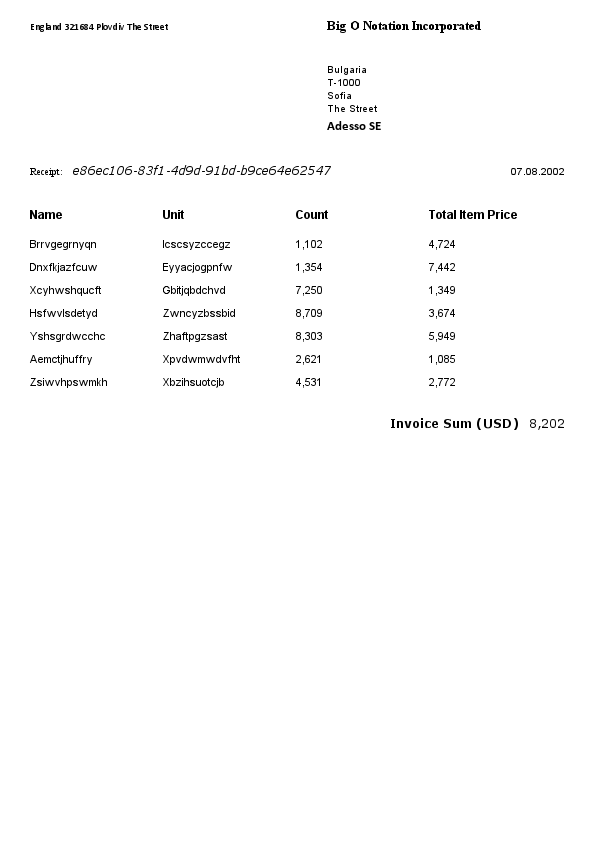 England 321684 Plovdiv The Street
Big O Notation Incorporated
Bulgaria
T-1000
Sofia
The Street
Adesso SE
Receipt: e86ec106-83f1-4d9d-91bd-b9ce64e62547 07.08.2002
Name Unit Count Total Item Price
Brrvgegrnyqn Icscsyzccegz 1,102 4,724
Dnxfkjazfcuw Eyyacjogpnfw 1,354 7,442
Xcyhwshqucft Gbitjqbdchvd 7,250 1,349
Hsfwvlsdetyd Zwncyzbssbid 8,709 3,674
Yshsgrdwcchc Zhaftpgzsast 8,303 5,949
Aemctjhuffry Xpvdwmwdvfht 2,621 1,085
Zsiwvhpswmkh Xbzihsuotcjb 4,531 2,772
Invoice Sum (USD) 8,202